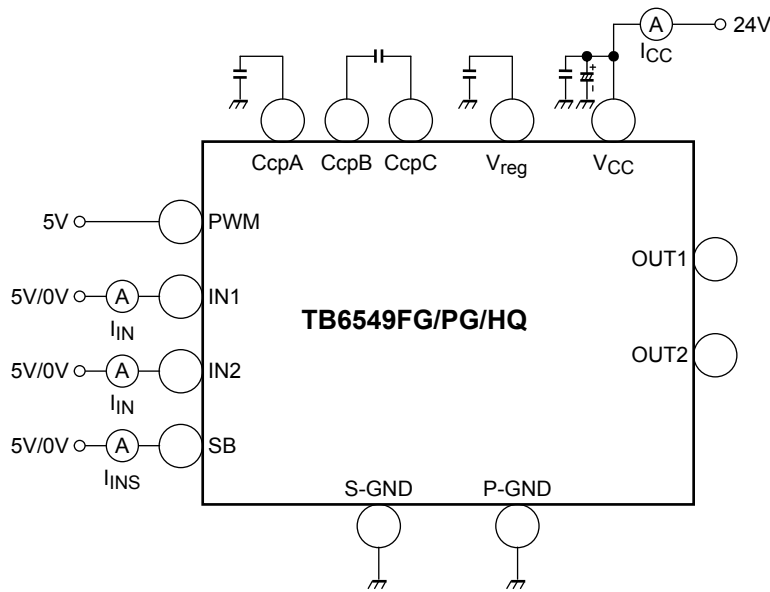 A
24V
ICC
+
-
CcpA
CcpB
CcpC
Vreg
VCC
5V
PWM
OUT1
5V/0V
A
IN1
IIN
TB6549FG/PG/HQ
5V/0V
A
IN2
OUT2
IIN
5V/0V
A
SB
IINS
S-GND
P-GND